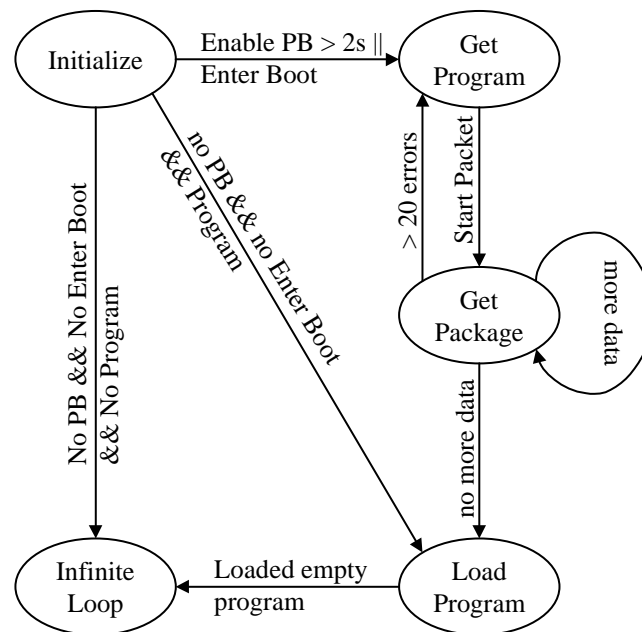 Initialize
Enable PB > 2s ||
Enter Boot
Get
Program
no PB && no Enter Boot
&& Program
> 20 errors
Start Packet
No PB && No Enter Boot
&& No Program
Get
Package
more data
no more data
Infinite
Loop
Loaded empty
program
Load
Program